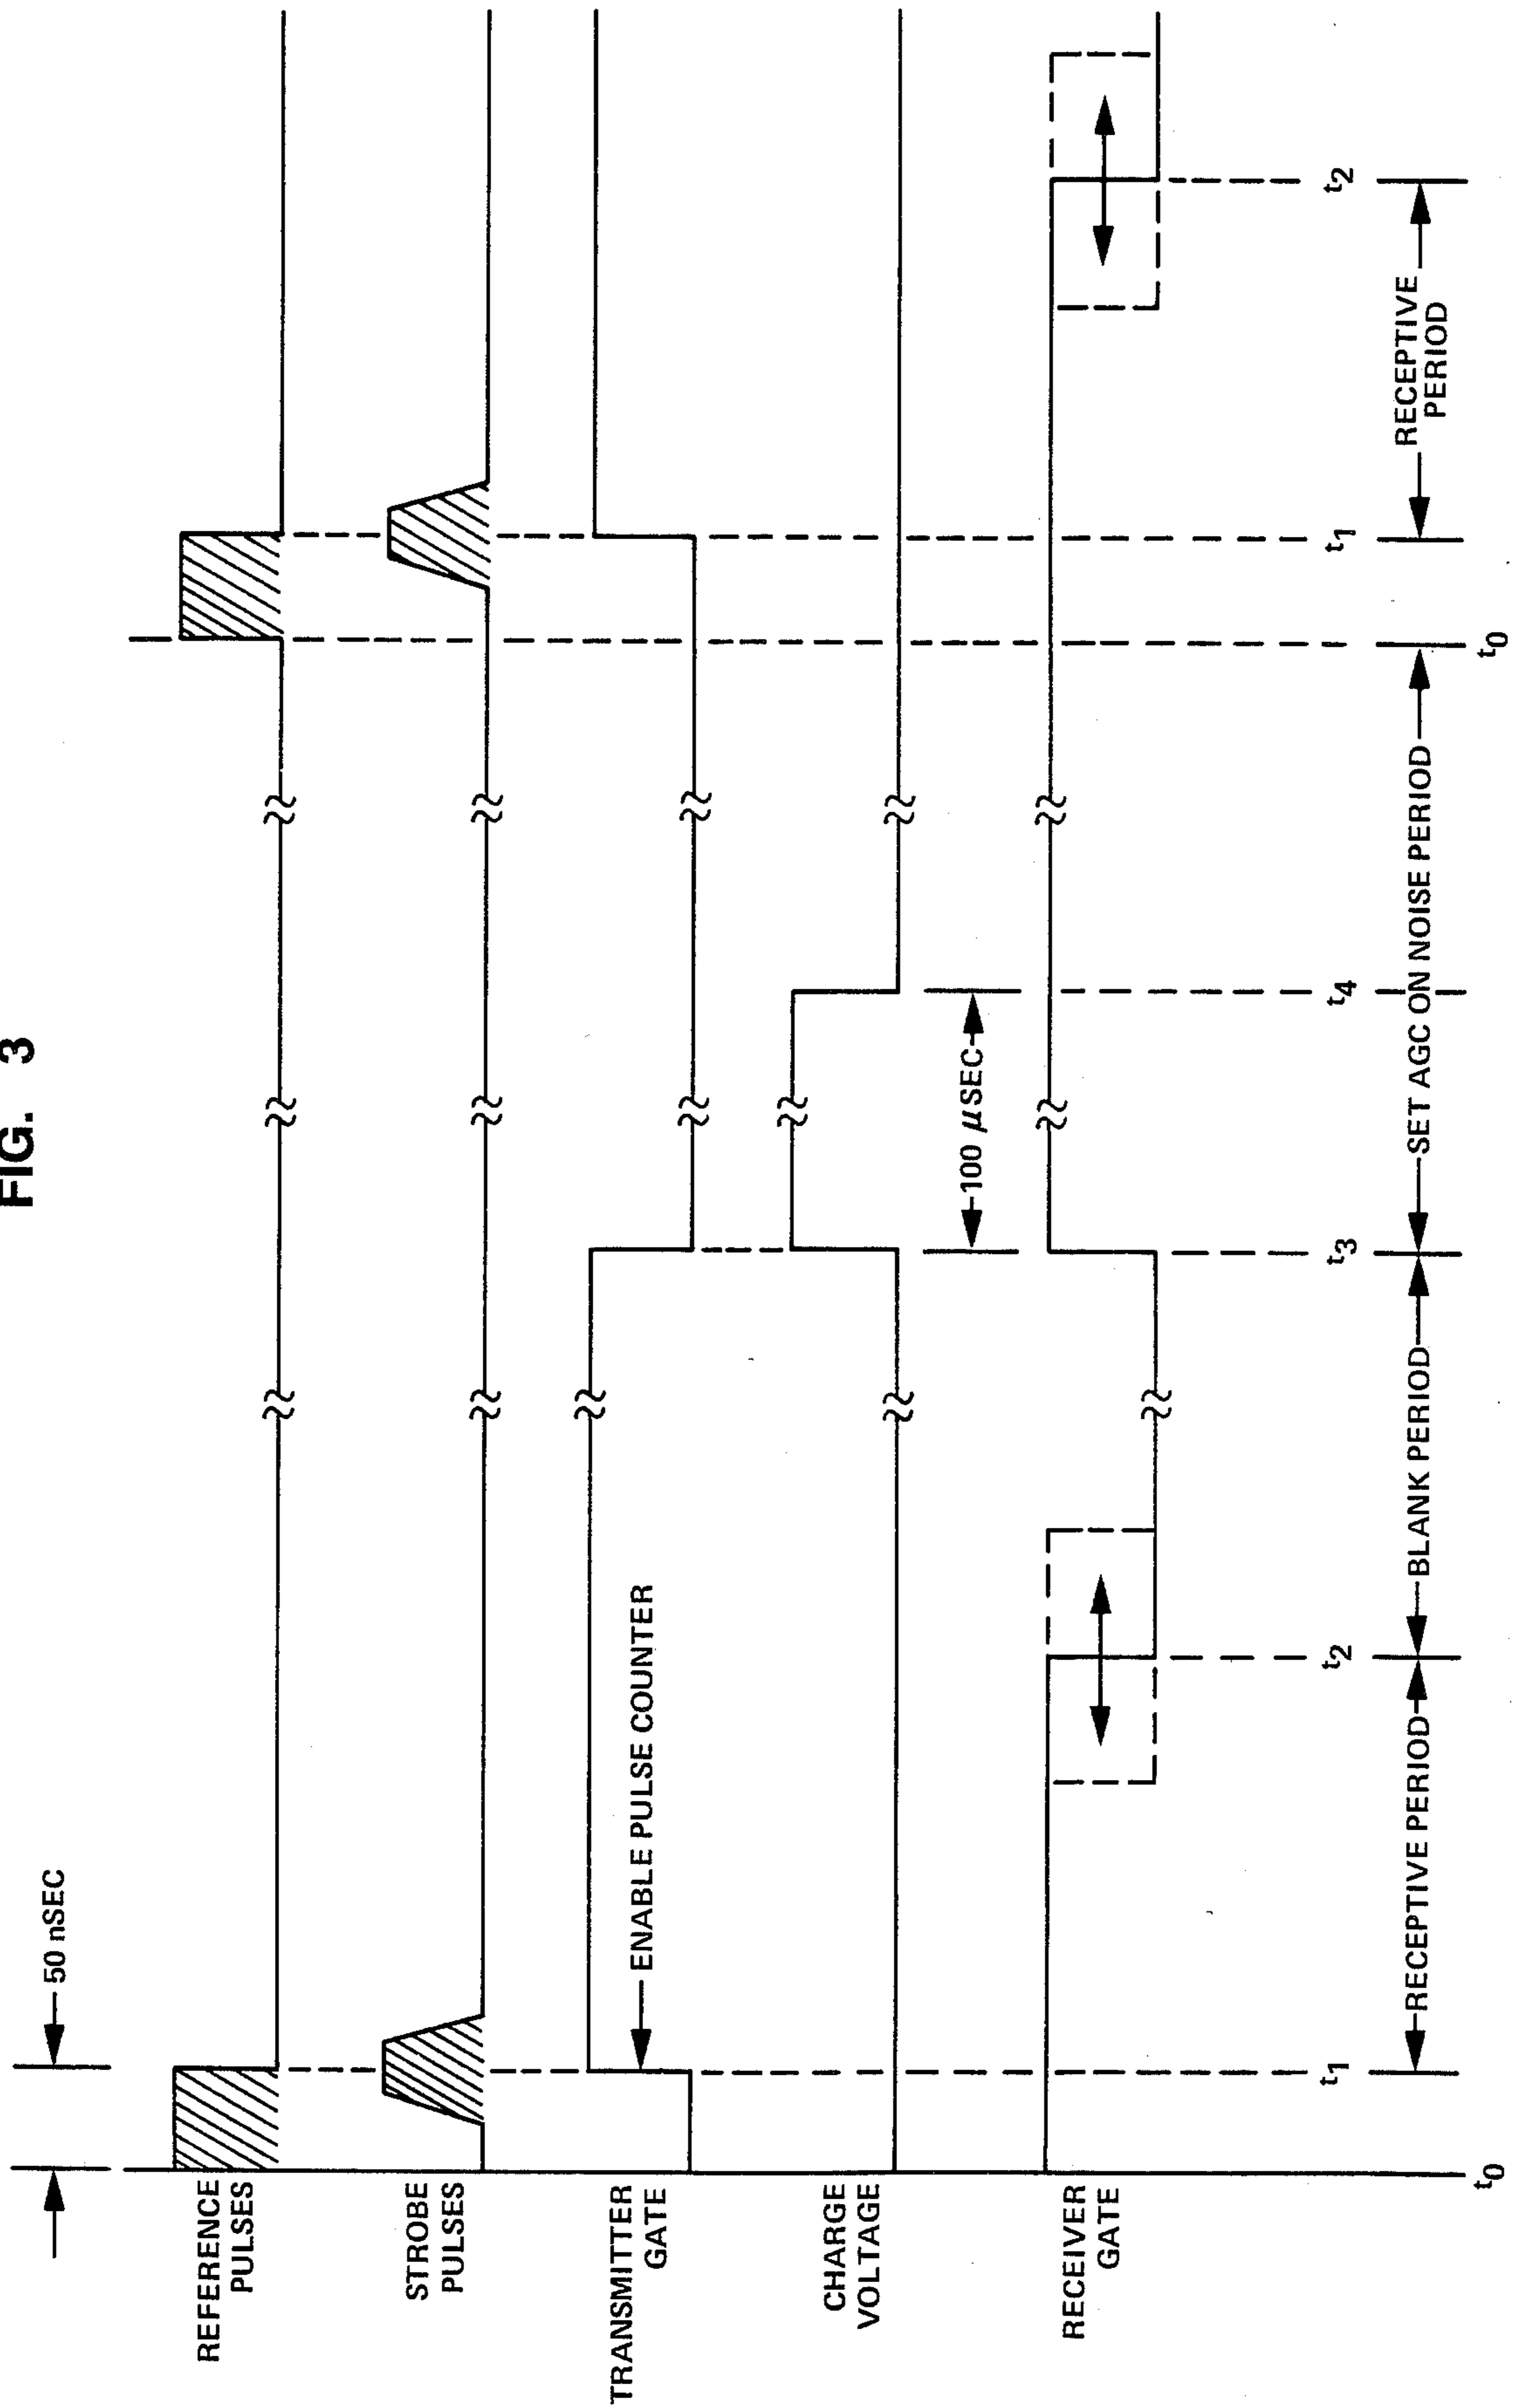 FIG. 3
50 nSEC
REFERENCE
PULSES
STROBE
PULSES
TRANSMITTER
GATE
ENABLE PULSE COUNTER
CHARGE
VOLTAGE
100 μSEC
RECEIVER
GATE
t1
t2
t3
t4
t1
t2
RECEPTIVE PERIOD
BLANK PERIOD
SET AGC ON NOISE PERIOD
RECEPTIVE
PERIOD
t0
t0